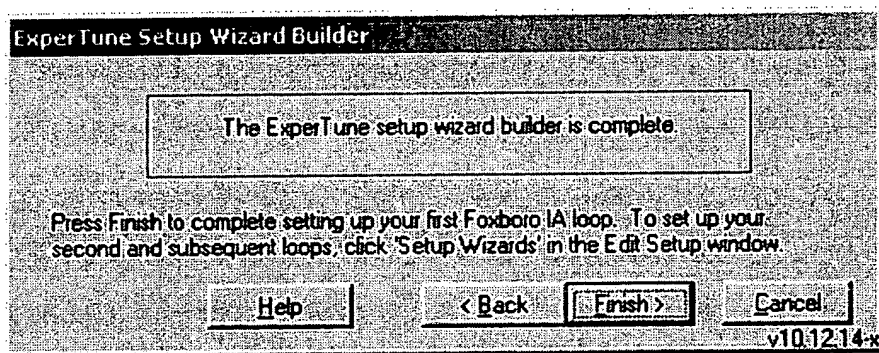 ExperTune Setup Wizard Builder
The ExperTune setup wizard builder is complete.
Press Finish to complete setting up your first Foxboro IA loop. To set up your
second and subsequent loops, click 'Setup Wizards' in the Edit Setup window.
Help
< Back
Finish >
Cancel
v10.12.14-x